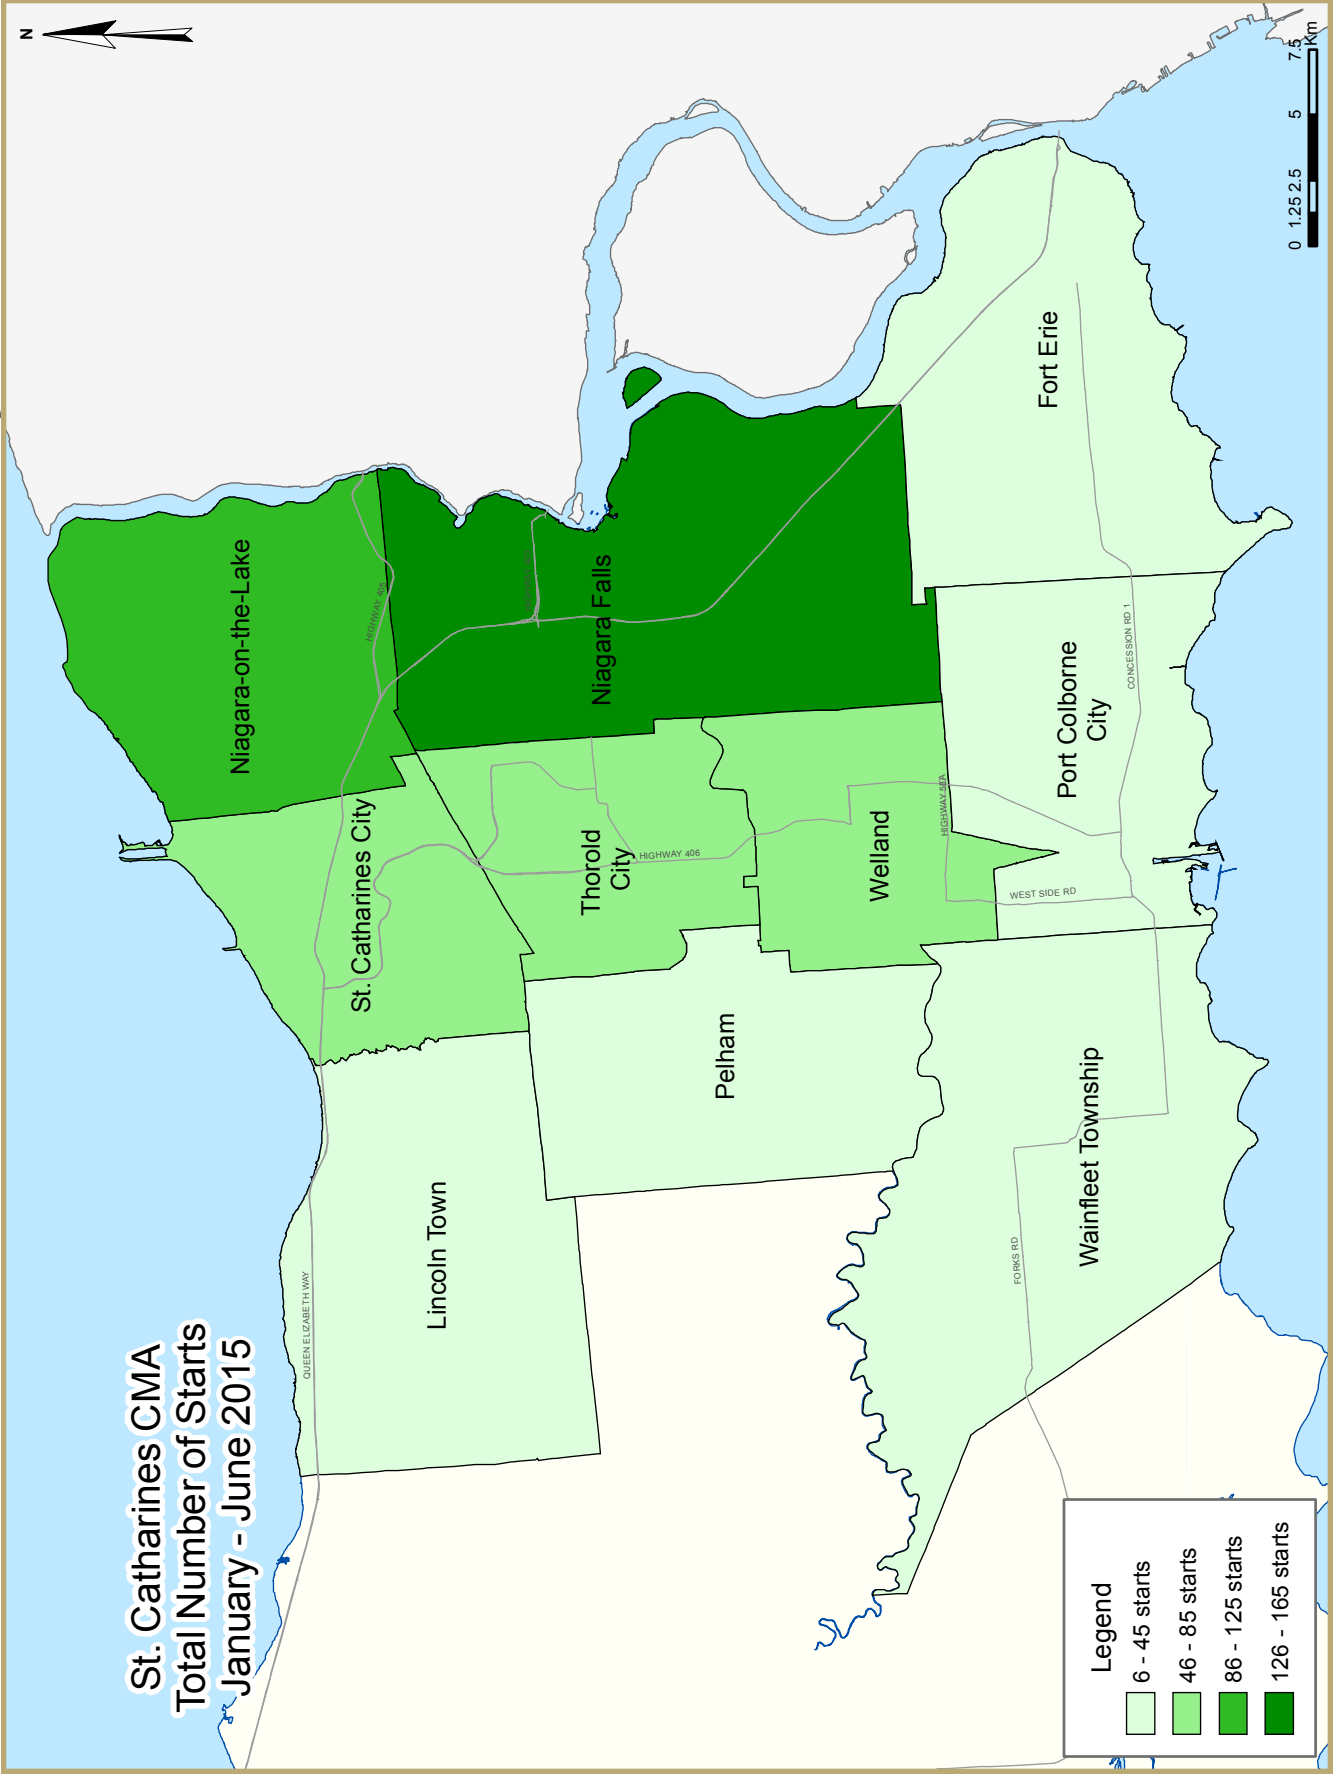 St. Catharines CMA
Total Number of Starts
January - June 2015
N
Niagara-on-the-Lake
HIGHWAY 405
St. Catharines City
QUEEN ELIZABETH WAY
Lincoln Town
Niagara Falls
Thorold
City
HIGHWAY 406
Pelham
Welland
HIGHWAY 58A
WEST SIDE RD
Port Colborne
City
CONCESSION RD 1
Fort Erie
Wainfleet Township
FORKS RD
Legend
6 - 45 starts
46 - 85 starts
86 - 125 starts
126 - 165 starts
0 1.25 2.5 5 7.5
Km